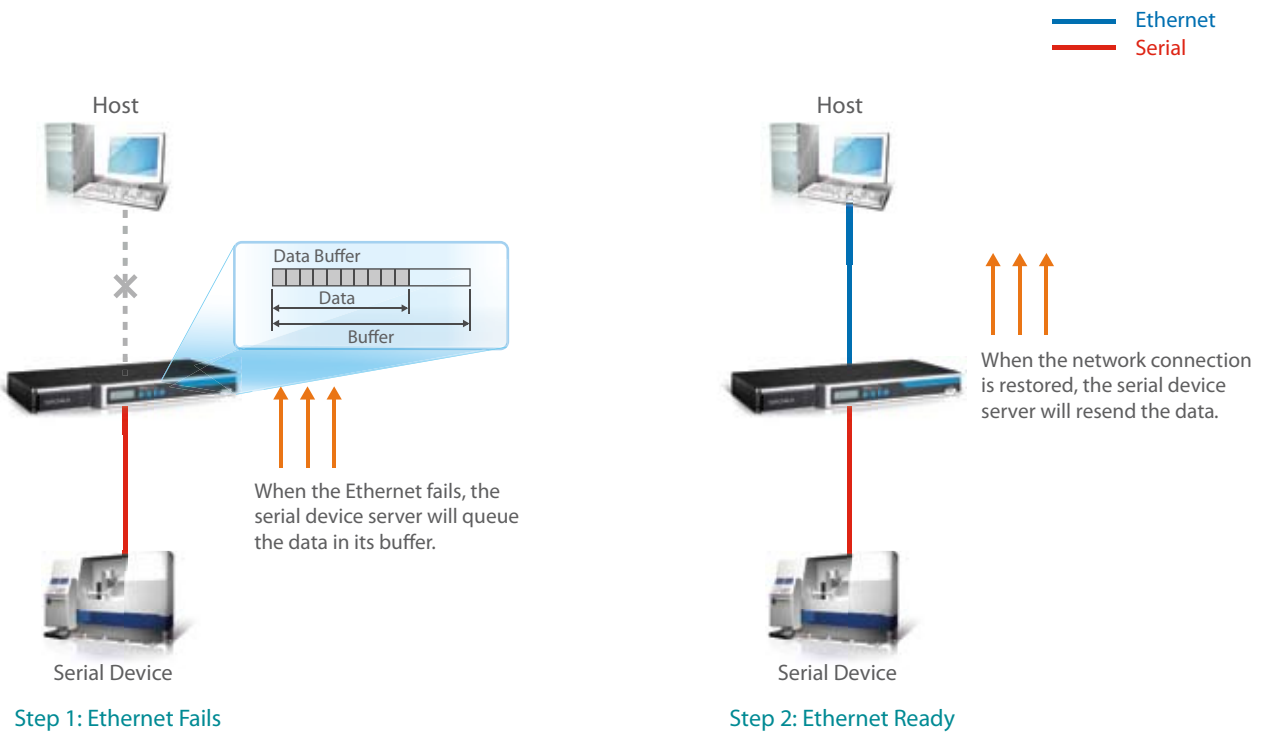 Ethernet
Serial
Host
Data Buffer
Data
Buffer
When the Ethernet fails, the
serial device server will queue
the data in its buffer.
Serial Device
Step 1: Ethernet Fails
Host
When the network connection
is restored, the serial device
server will resend the data.
Serial Device
Step 2: Ethernet Ready